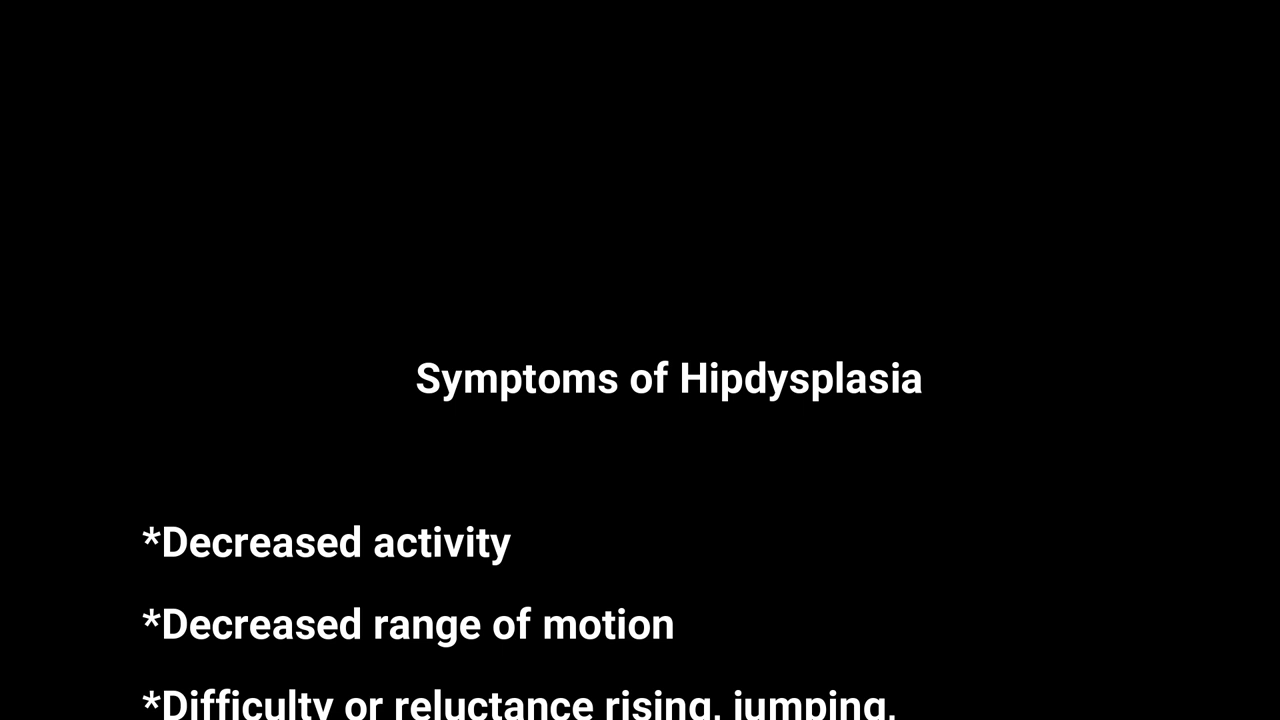 Symptoms of Hipdysplasia
*Decreased activity
*Decreased range of motion
*Difficulty or reluctance rising, jumping,